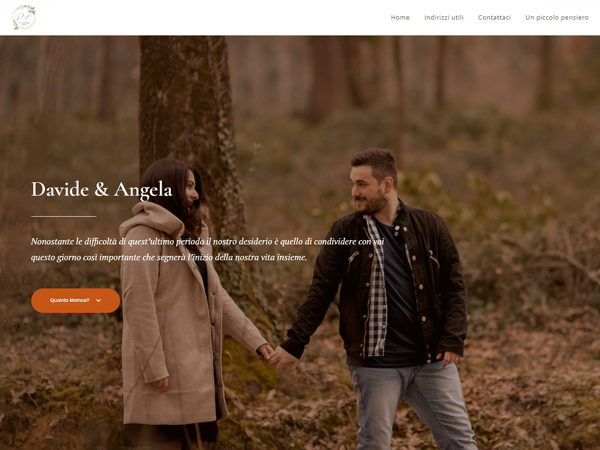 Home Indirizzi utili Contattaci Un piccolo pensiero
Davide & Angela
Nonostante le difficoltà di quest'ultimo periodo il nostro desiderio è quello di condividere con voi
questo giorno così importante che segnerà l'inizio della nostra vita insieme.
Quanto Manca?